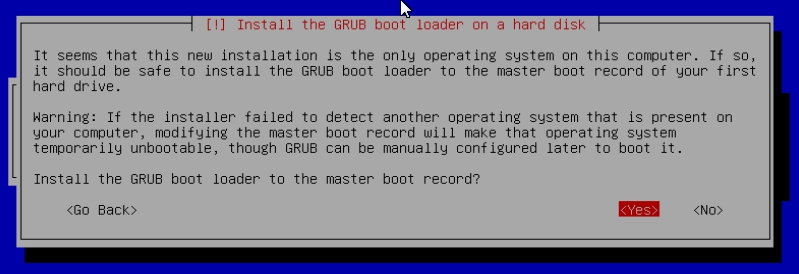 [!] Install the GRUB boot loader on a hard disk
It seems that this new installation is the only operating system on this computer. If so,
it should be safe to install the GRUB boot loader to the master boot record of your first
hard drive.
Warning: If the installer failed to detect another operating system that is present on
your computer, modifying the master boot record will make that operating system
temporarily unbootable, though GRUB can be manually configured later to boot it.
Install the GRUB boot loader to the master boot record?
<Go Back> <Yes> <No>